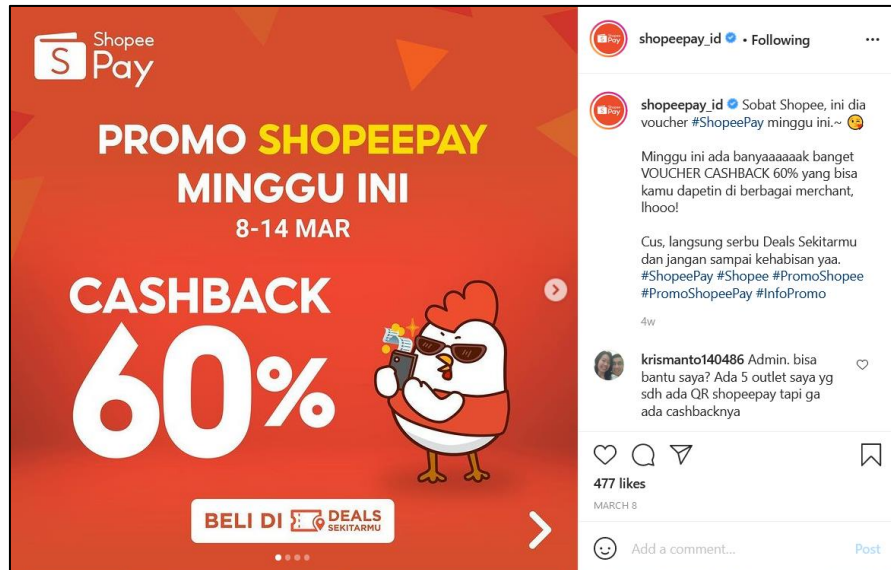 Shopee
Pay
PROMO SHOPEEPAY
MINGGU INI
8-14 MAR
CASHBACK
60%
BELI DI DEALS
SEKITARMU
shopeepay_id • Following
shopeepay_id Sobat Shopee, ini dia
voucher #ShopeePay minggu ini.~
Minggu ini ada banyaaaaaak banget
VOUCHER CASHBACK 60% yang bisa
kamu dapetin di berbagai merchant,
lhooo!
Cus, langsung serbu Deals Sekitarmu
dan jangan sampai kehabisan yaa.
#ShopeePay #Shopee #PromoShopee
#PromoShopeePay #InfoPromo
4w
krismanto140486 Admin. bisa
bantu saya? Ada 5 outlet saya yg
sdh ada QR shopeepay tapi ga
ada cashbacknya
477 likes
MARCH 8
Add a comment...
Post